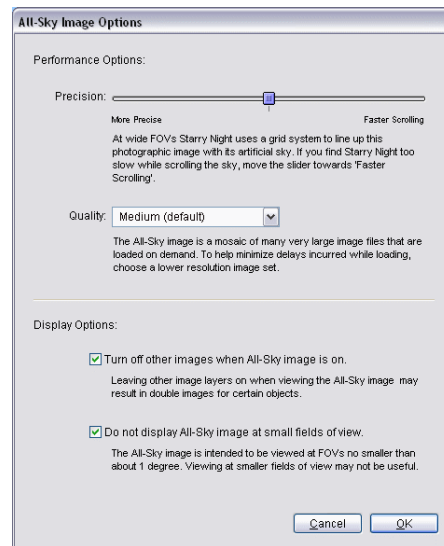 All-Sky Image Options
Performance Options:
Precision:
More Precise Faster Scrolling
At wide FOVs Starry Night uses a grid system to line up this
photographic image with its artificial sky. If you find Starry Night too
slow while scrolling the sky, move the slider towards 'Faster
Scrolling'.
Quality: Medium (default)
The All-Sky image is a mosaic of many very large image files that are
loaded on demand. To help minimize delays incurred while loading,
choose a lower resolution image set.
Display Options:
Turn off other images when All-Sky image is on.
Leaving other image layers on when viewing the All-Sky image may
result in double images for certain objects.
Do not display All-Sky image at small fields of view.
The All-Sky image is intended to be viewed at FOVs no smaller than
about 1 degree. Viewing at smaller fields of view may not be useful.
Cancel OK